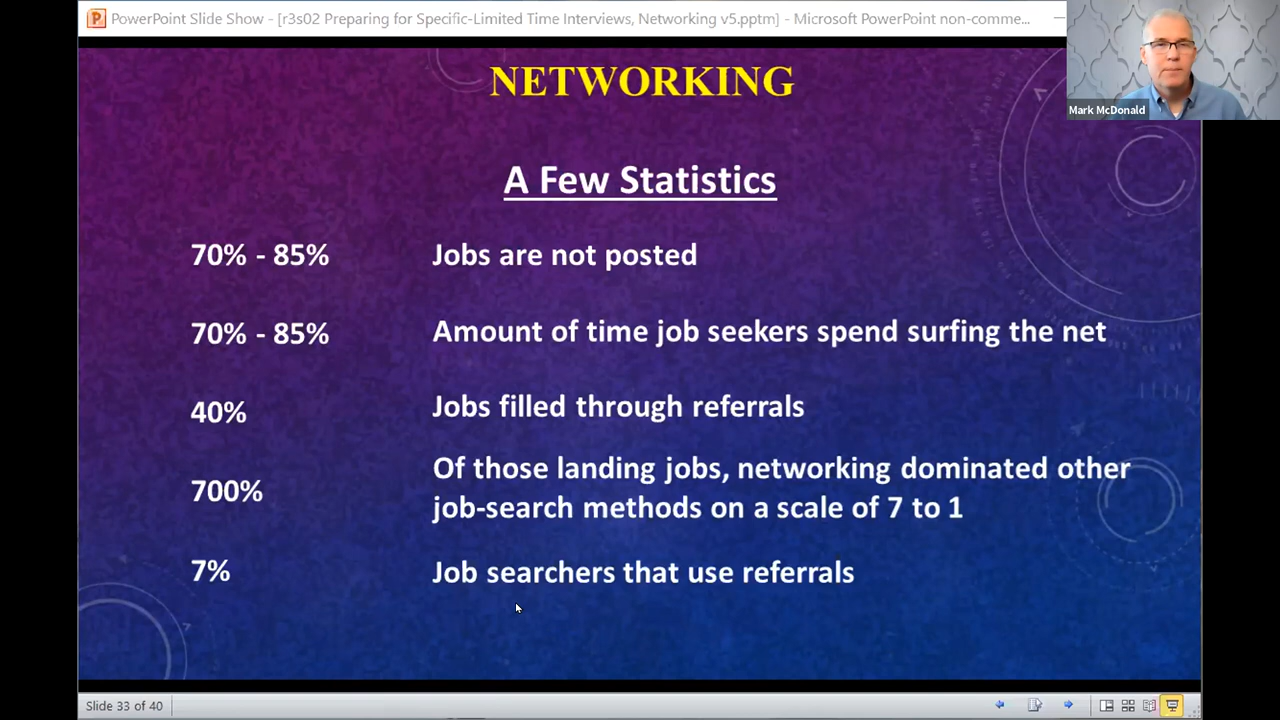 PowerPoint Slide Show - [r3s02 Preparing for Specific-Limited Time Interviews, Networking v5.pptm] - Microsoft PowerPoint non-comme...
Mark McDonald
NETWORKING
A Few Statistics
70% - 85% Jobs are not posted
70% - 85% Amount of time job seekers spend surfing the net
40% Jobs filled through referrals
700% Of those landing jobs, networking dominated other
job-search methods on a scale of 7 to 1
7% Job searchers that use referrals
Slide 33 of 40